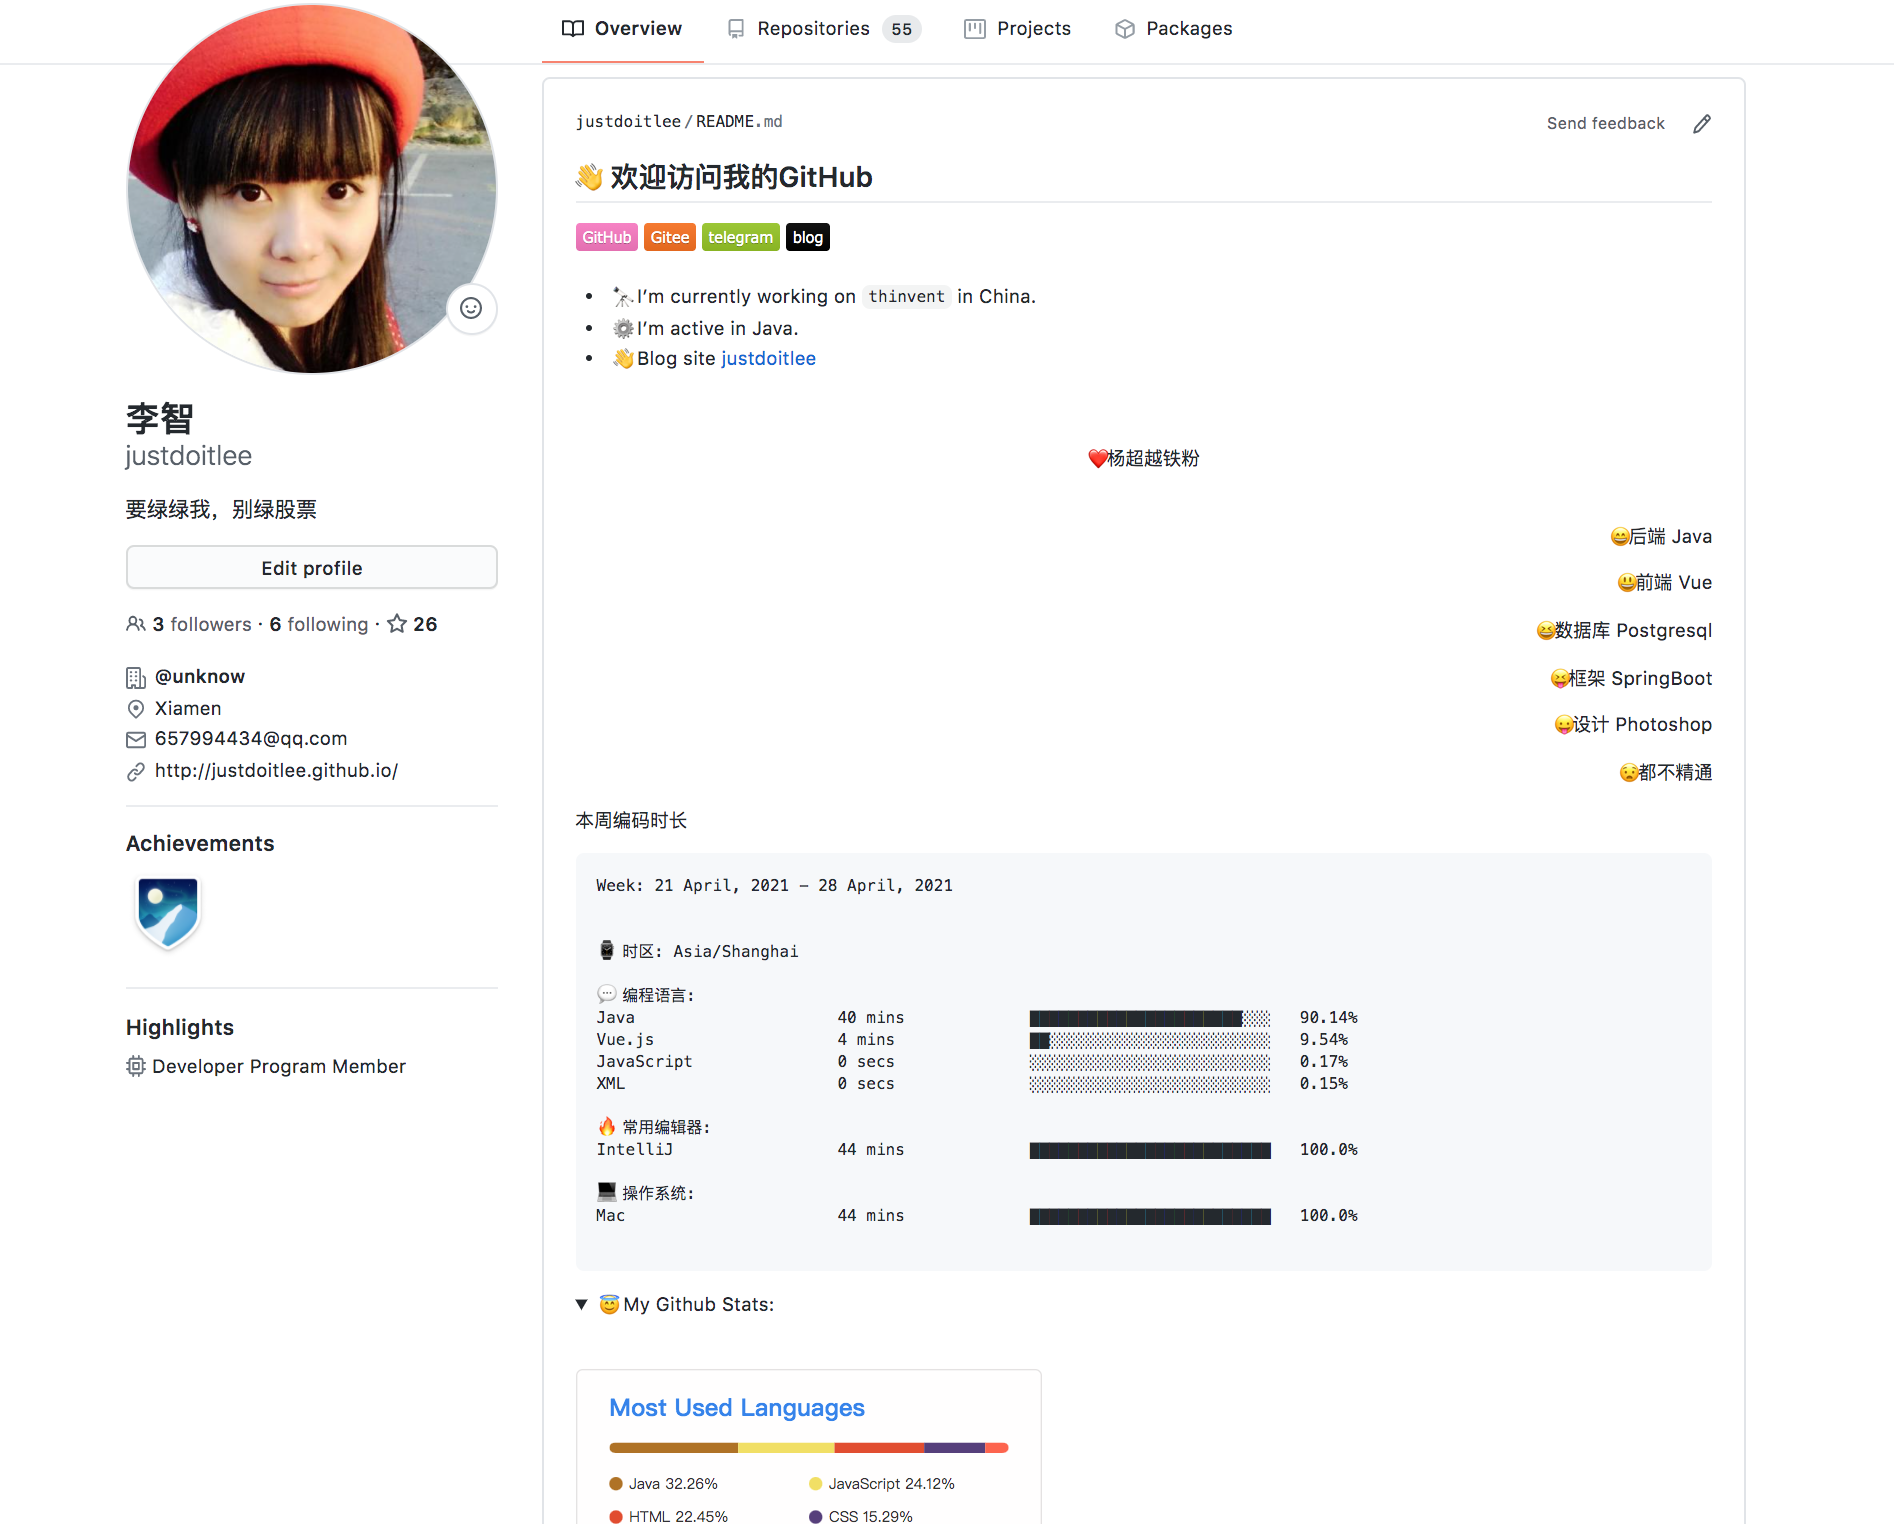 Overview
Repositories 55
Projects
Packages
李智
justdoitlee
要绿绿我，别绿股票
Edit profile
3 followers · 6 following · 26
@unknow
Xiamen
657994434@qq.com
http://justdoitlee.github.io/
Achievements
Highlights
Developer Program Member
justdoitlee/README.md
Send feedback
👋 欢迎访问我的GitHub
GitHub Gitee telegram blog
🔭I’m currently working on thinvent in China.
⚙️I’m active in Java.
👋Blog site justdoitlee
❤️杨超越铁粉
😄后端 Java
😃前端 Vue
😆数据库 Postgresql
😝框架 SpringBoot
😛设计 Photoshop
😧都不精通
本周编码时长
Week: 21 April, 2021 - 28 April, 2021
⌚ 时区: Asia/Shanghai
💬 编程语言:
Java 40 mins 90.14%
Vue.js 4 mins 9.54%
JavaScript 0 secs 0.17%
XML 0 secs 0.15%
🔥 常用编辑器:
IntelliJ 44 mins 100.0%
💻 操作系统:
Mac 44 mins 100.0%
▼ 😇My Github Stats:
Most Used Languages
Java 32.26%
JavaScript 24.12%
HTML 22.45%
CSS 15.29%